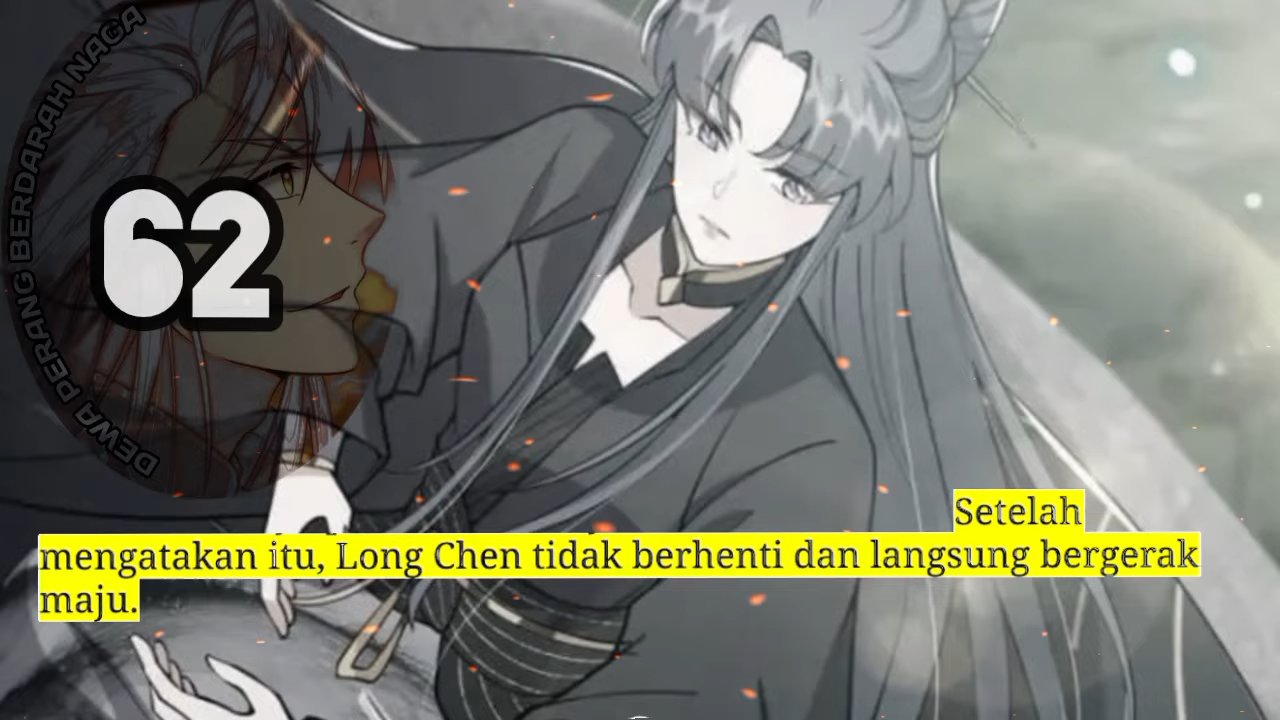 DEWA PERANG BERDARAH NAGA
62
Setelah
mengatakan itu, Long Chen tidak berhenti dan langsung bergerak
maju.